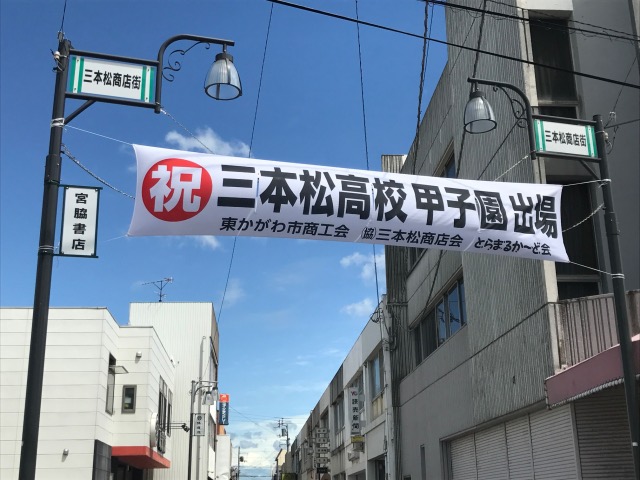 三本松商店街
三本松商店街
祝 三本松高校 甲子園 出場
東かがわ市商工会 (協)三本松商店会 とらまるか〜ど会
宮脇書店